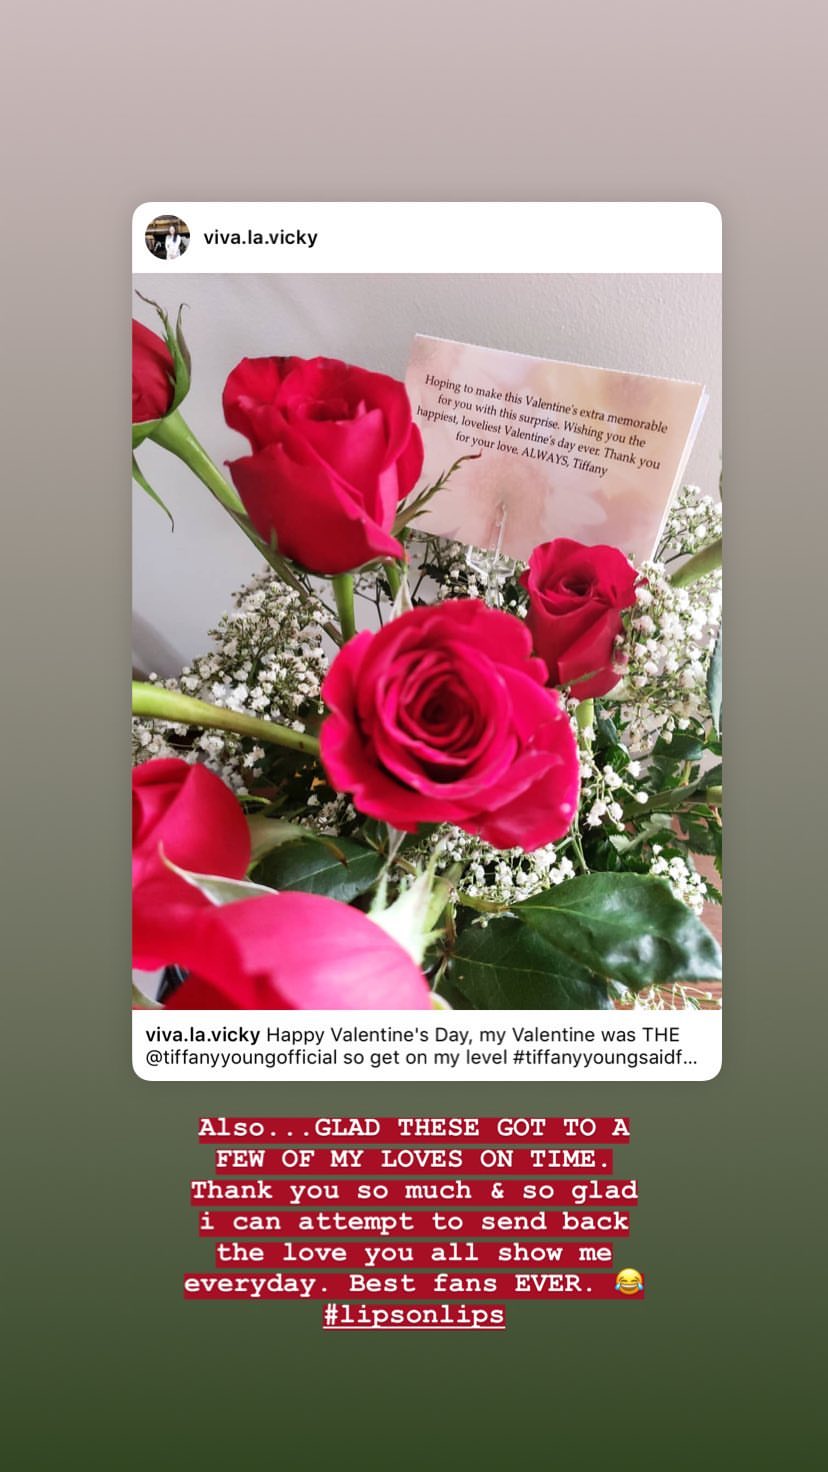 viva.la.vicky
Hoping to make this Valentine's extra memorable
for you with this surprise. Wishing you the
happiest, loveliest Valentine's day ever. Thank you
for your love. ALWAYS, Tiffany
viva.la.vicky Happy Valentine's Day, my Valentine was THE
@tiffanyyoungofficial so get on my level #tiffanyyoungsaidf...
Also...GLAD THESE GOT TO A
FEW OF MY LOVES ON TIME.
Thank you so much & so glad
i can attempt to send back
the love you all show me
everyday. Best fans EVER. 😂
#lipsonlips